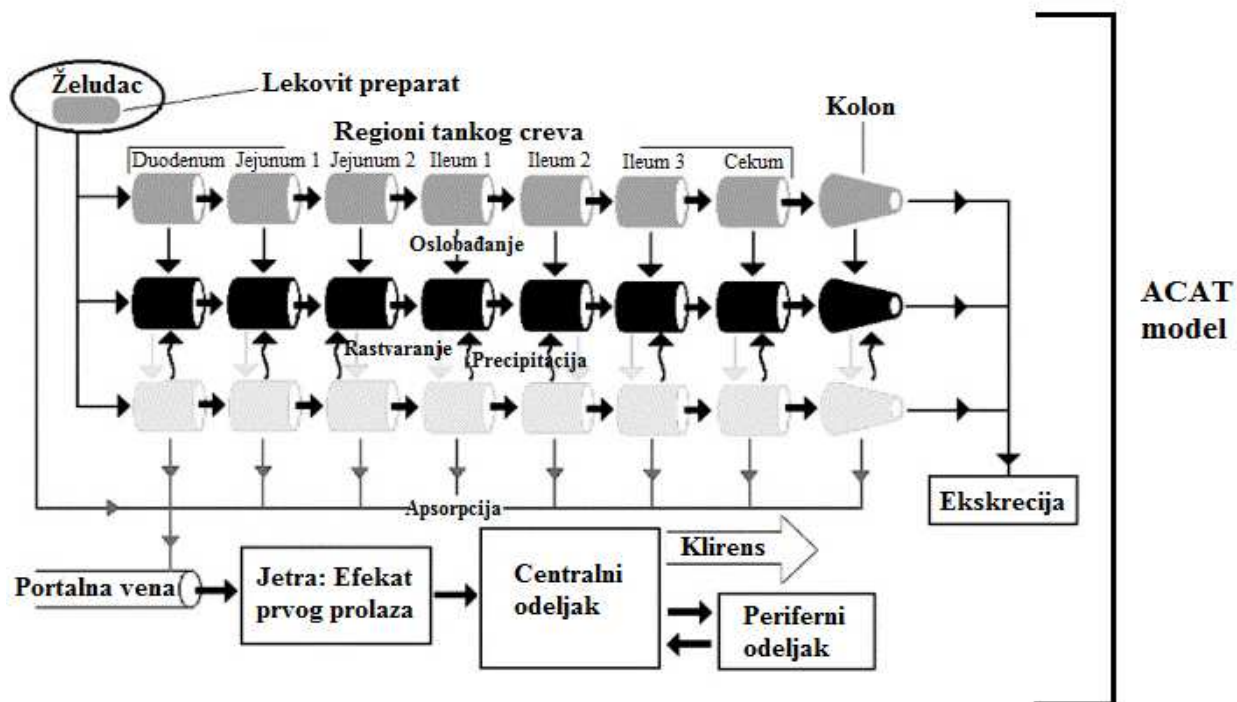 Želudac
Lekovit preparat
Kolon
Regioni tankog creva
Duodenum Jejunum 1 Jejunum 2 Ileum 1 Ileum 2 Ileum 3 Cekum
Oslobađanje
ACAT
model
Rastvaranje Precipitacija
Apsorpcija
Ekskrecija
Portalna vena
Jetra: Efekat
prvog prolaza
Centralni
odeljak
Klirens
Periferni
odeljak